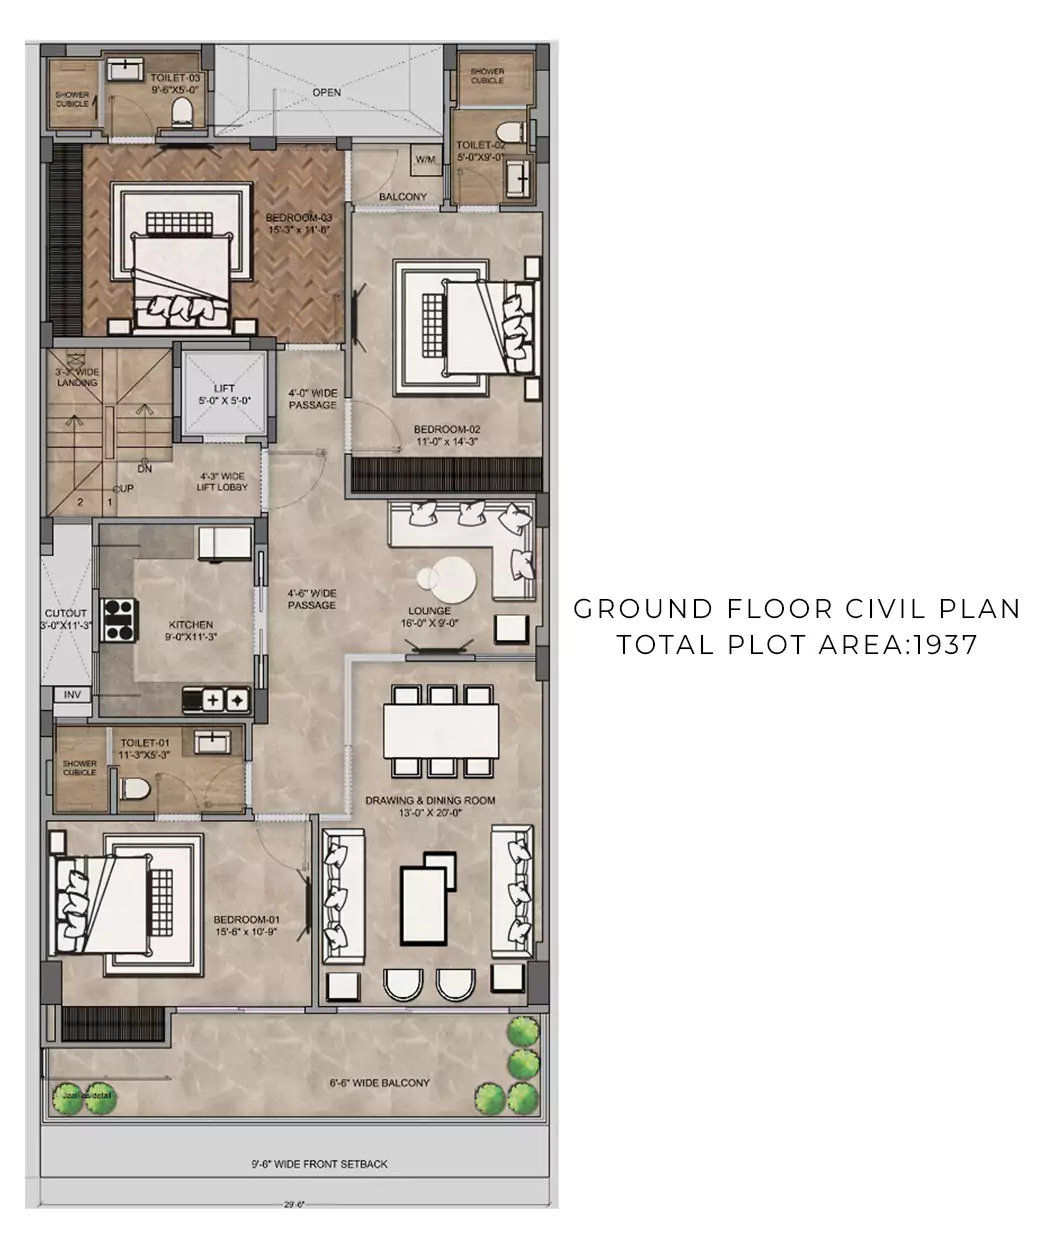 SHOWER
CUBICLE
TOILET-03
9'-6"X5'-0"
OPEN
SHOWER
CUBICLE
TOILET-02
5'-0"X9'-0"
W/M
BALCONY
BEDROOM-03
15'-3" x 11'-6"
3'-3" WIDE
LANDING
LIFT
5'-0" X 5'-0"
4'-0" WIDE
PASSAGE
BEDROOM-02
11'-0" x 14'-3"
DN
UP
2 1
4'-3" WIDE
LIFT LOBBY
CUTOUT
3'-0"X11'-3"
KITCHEN
9'-0"X11'-3"
4'-6" WIDE
PASSAGE
LOUNGE
16'-0" X 9'-0"
GROUND FLOOR CIVIL PLAN
TOTAL PLOT AREA:1937
INV
TOILET-01
11'-3"X5'-3"
SHOWER
CUBICLE
DRAWING & DINING ROOM
13'-0" X 20'-0"
BEDROOM-01
15'-6" x 10'-9"
6'-6" WIDE BALCONY
9'-6" WIDE FRONT SETBACK
29'-6"